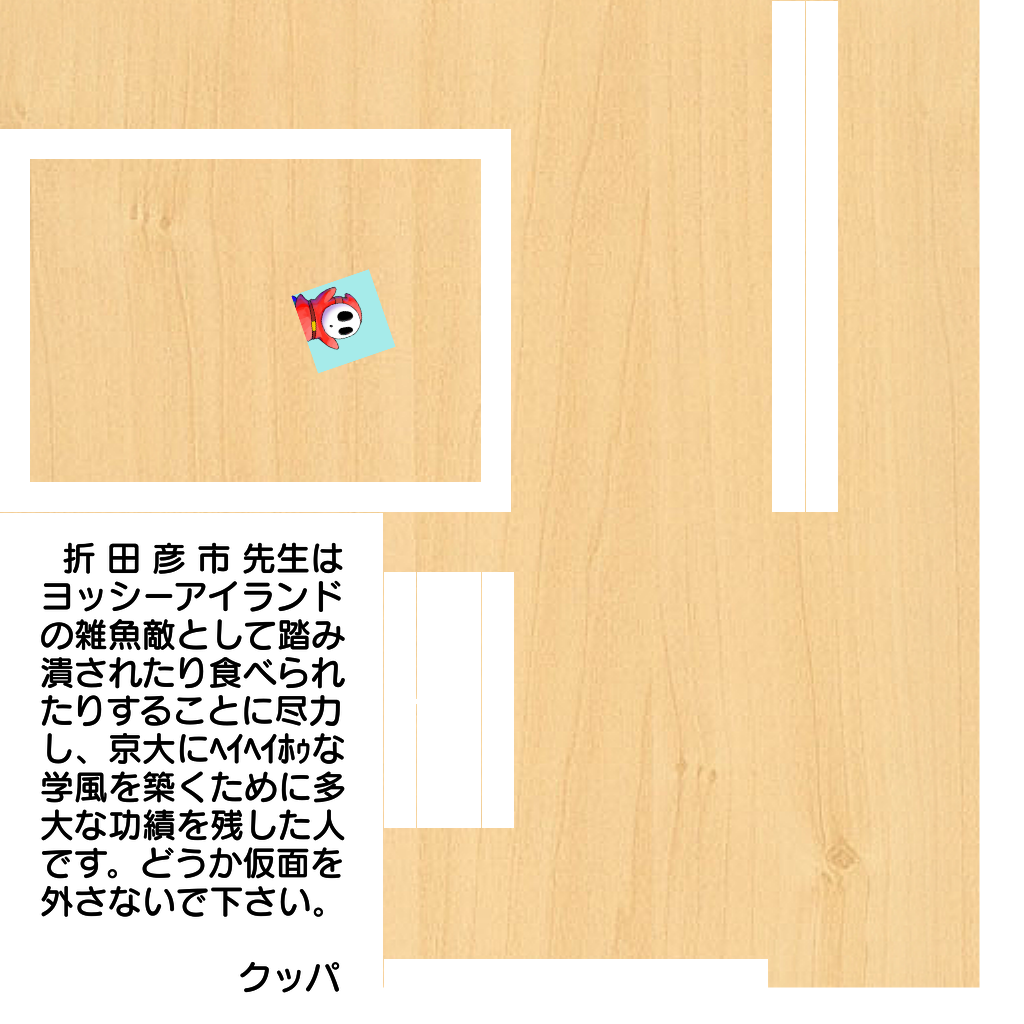 折田彦市先生は
ヨッシーアイランド
の雑魚敵として踏み
潰されたり食べられ
たりすることに尽力
し、京大にﾍｲﾍｲﾎｩな
学風を築くために多
大な功績を残した人
です。どうか仮面を
外さないで下さい。
クッパ